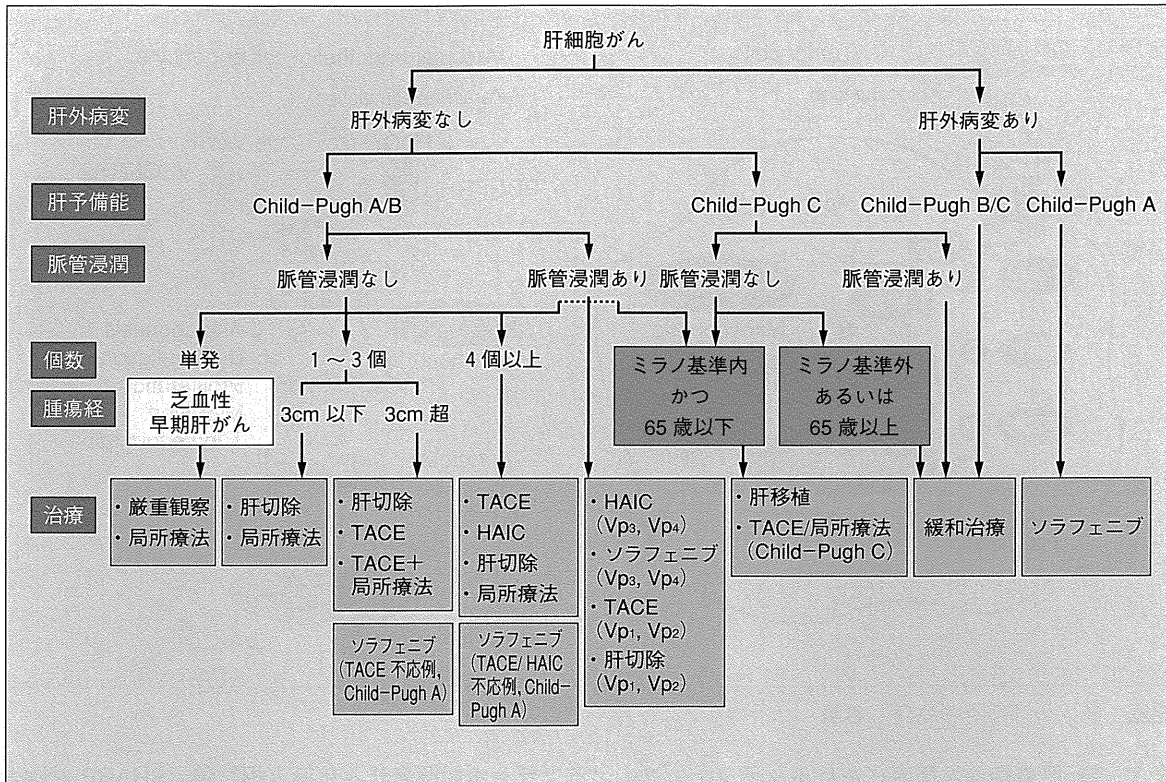 肝細胞がん
肝外病変
肝外病変なし
肝外病変あり
肝予備能
Child-Pugh A/B
Child-Pugh C
Child-Pugh B/C
Child-Pugh A
脈管浸潤
脈管浸潤なし
脈管浸潤あり
脈管浸潤なし
脈管浸潤あり
個数
単発
1～3個
4個以上
ミラノ基準内
かつ
65歳以下
ミラノ基準外
あるいは
65歳以上
腫瘍経
乏血性
早期肝がん
3cm以下
3cm超
治療
・厳重観察
・局所療法
・肝切除
・局所療法
・肝切除
・TACE
・TACE＋
局所療法
ソラフェニブ
(TACE不応例,
Child-Pugh A)
・TACE
・HAIC
・肝切除
・局所療法
ソラフェニブ
(TACE/HAIC
不応例,Child-
Pugh A)
・HAIC
(Vp₃, Vp₄)
・ソラフェニブ
(Vp₃, Vp₄)
・TACE
(Vp₁, Vp₂)
・肝切除
(Vp₁, Vp₂)
・肝移植
・TACE/局所療法
(Child-Pugh C)
緩和治療
ソラフェニブ